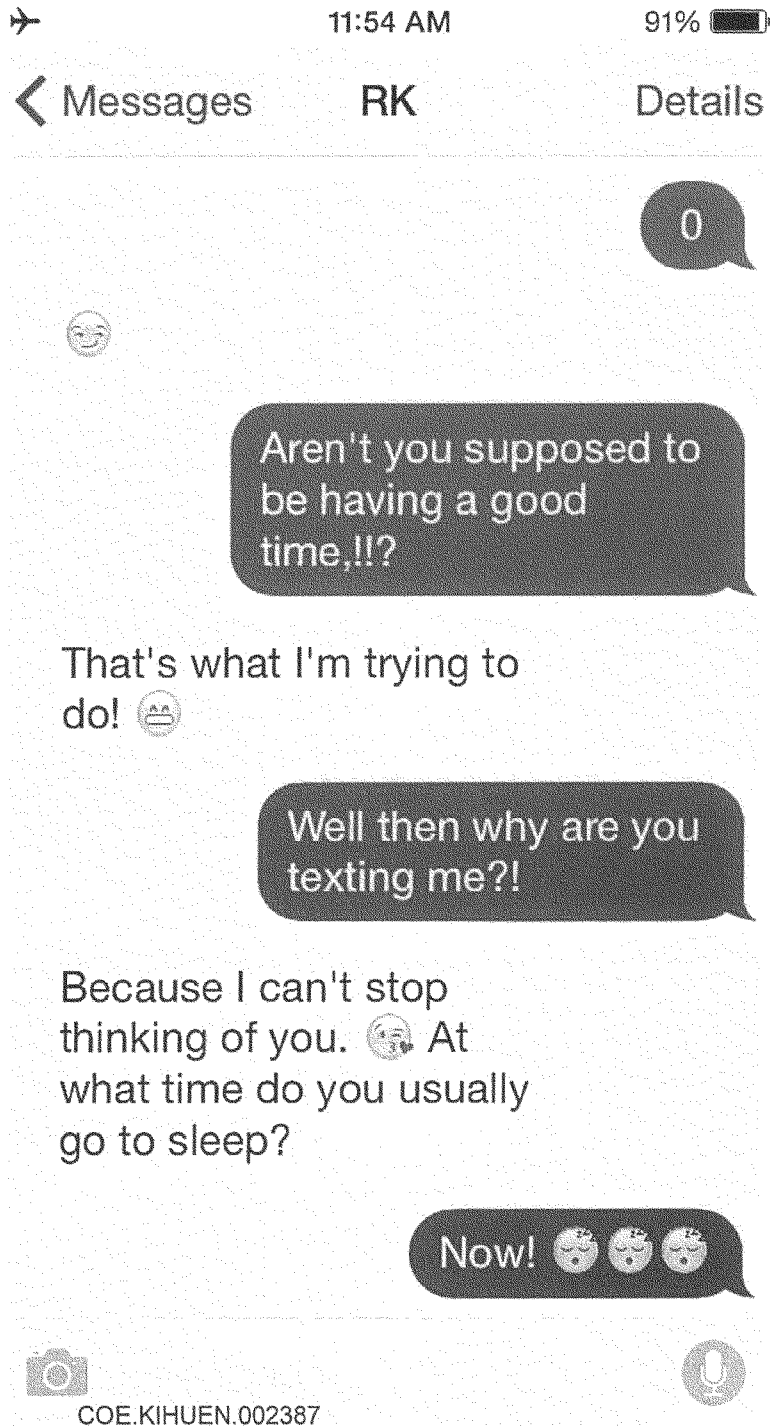 11:54 AM 91%
Messages RK Details
0
😏
Aren't you supposed to
be having a good
time,!!?
That's what I'm trying to
do! 😁
Well then why are you
texting me?!
Because I can't stop
thinking of you. 😘 At
what time do you usually
go to sleep?
Now! 😴😴😴
COE.KIHUEN.002387